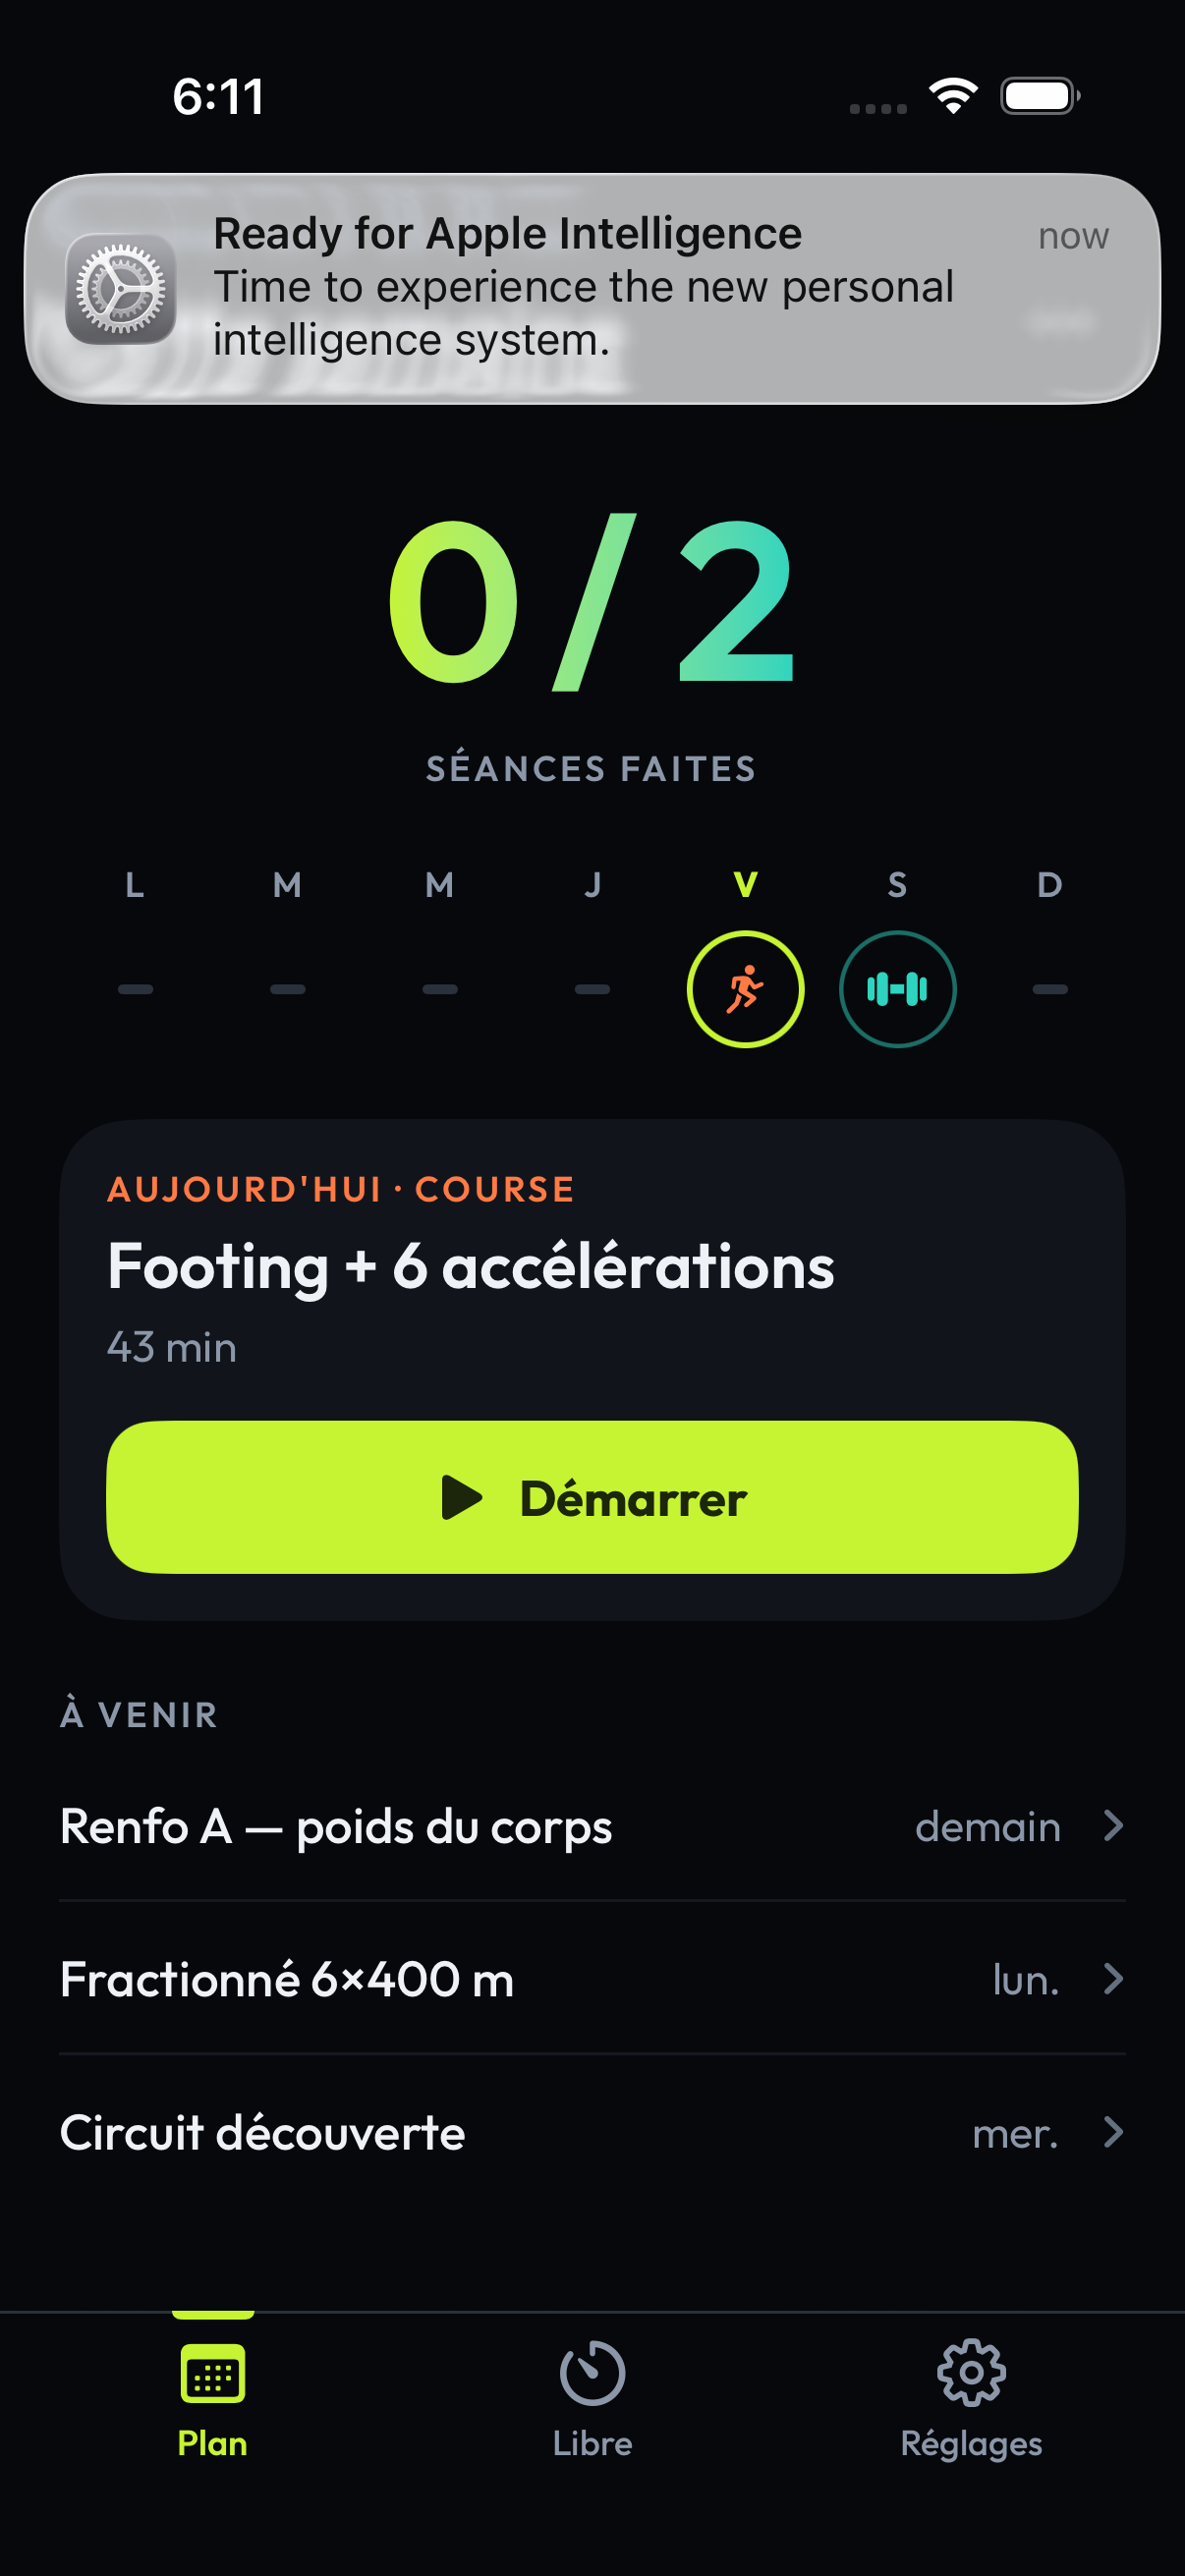 6:11
Ready for Apple Intelligence
now
Time to experience the new personal
intelligence system.
0/2
SÉANCES FAITES
L M M J V S D
AUJOURD'HUI · COURSE
Footing + 6 accélérations
43 min
Démarrer
À VENIR
Renfo A — poids du corps
demain
Fractionné 6×400 m
lun.
Circuit découverte
mer.
Plan
Libre
Réglages